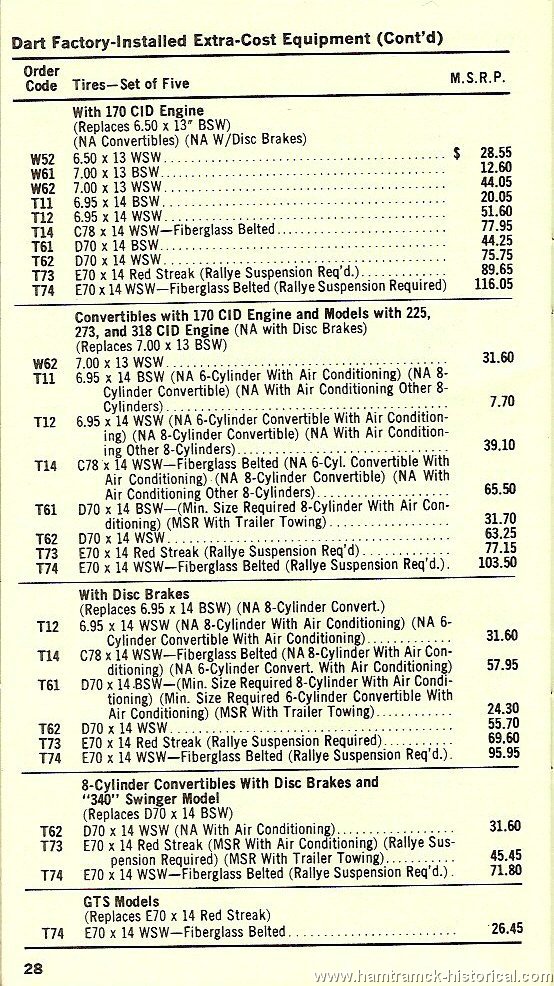 Dart Factory-Installed Extra-Cost Equipment (Cont'd)
Order
Code Tires—Set of Five M.S.R.P.
With 170 CID Engine
(Replaces 6.50 x 13" BSW)
(NA Convertibles) (NA W/Disc Brakes)
W52 6.50 x 13 WSW........................................ $ 28.55
W61 7.00 x 13 BSW........................................ 12.60
W62 7.00 x 13 WSW........................................ 44.05
T11 6.95 x 14 BSW........................................ 20.05
T12 6.95 x 14 WSW........................................ 51.60
T14 C78 x 14 WSW—Fiberglass Belted........................ 77.95
T61 D70 x 14 BSW........................................ 44.25
T62 D70 x 14 WSW........................................ 75.75
T73 E70 x 14 Red Streak (Rallye Suspension Req'd.)............ 89.65
T74 E70 x 14 WSW—Fiberglass Belted (Rallye Suspension Required) 116.05
Convertibles with 170 CID Engine and Models with 225,
273, and 318 CID Engine (NA with Disc Brakes)
(Replaces 7.00 x 13 BSW)
W62 7.00 x 13 WSW........................................ 31.60
T11 6.95 x 14 BSW (NA 6-Cylinder With Air Conditioning) (NA 8-
Cylinder Convertible) (NA With Air Conditioning Other 8-
Cylinders)........................................ 7.70
T12 6.95 x 14 WSW (NA 6-Cylinder Convertible With Air Condition-
ing) (NA 8-Cylinder Convertible) (NA With Air Condition-
ing Other 8-Cylinders).............................. 39.10
T14 C78 x 14 WSW—Fiberglass Belted (NA 6-Cyl. Convertible With
Air Conditioning) (NA 8-Cylinder Convertible) (NA With
Air Conditioning Other 8-Cylinders)................... 65.50
T61 D70 x 14 BSW—(Min. Size Required 8-Cylinder With Air Con-
ditioning) (MSR With Trailer Towing)................. 31.70
T62 D70 x 14 WSW........................................ 63.25
T73 E70 x 14 Red Streak (Rallye Suspension Req'd)............. 77.15
T74 E70 x 14 WSW—Fiberglass Belted (Rallye Suspension Req'd.). 103.50
With Disc Brakes
(Replaces 6.95 x 14 BSW) (NA 8-Cylinder Convert.)
T12 6.95 x 14 WSW (NA 8-Cylinder With Air Conditioning) (NA 6-
Cylinder Convertible With Air Conditioning)............ 31.60
T14 C78 x 14 WSW—Fiberglass Belted (NA 8-Cylinder With Air Con-
ditioning) (NA 6-Cylinder Convert. With Air Conditioning) 57.95
T61 D70 x 14 BSW—(Min. Size Required 8-Cylinder With Air Condi-
tioning) (Min. Size Required 6-Cylinder Convertible With
Air Conditioning) (MSR With Trailer Towing)............ 24.30
T62 D70 x 14 WSW........................................ 55.70
T73 E70 x 14 Red Streak (Rallye Suspension Required).......... 69.60
T74 E70 x 14 WSW—Fiberglass Belted (Rallye Suspension Req'd.). 95.95
8-Cylinder Convertibles With Disc Brakes and
"340" Swinger Model
(Replaces D70 x 14 BSW)
T62 D70 x 14 WSW (NA With Air Conditioning)................. 31.60
T73 E70 x 14 Red Streak (MSR With Air Conditioning) (Rallye Sus-
pension Required) (MSR With Trailer Towing)........... 45.45
T74 E70 x 14 WSW—Fiberglass Belted (Rallye Suspension Req'd.). 71.80
GTS Models
(Replaces E70 x 14 Red Streak)
T74 E70 x 14 WSW—Fiberglass Belted........................ 26.45
28
www.hamtramck-historical.com